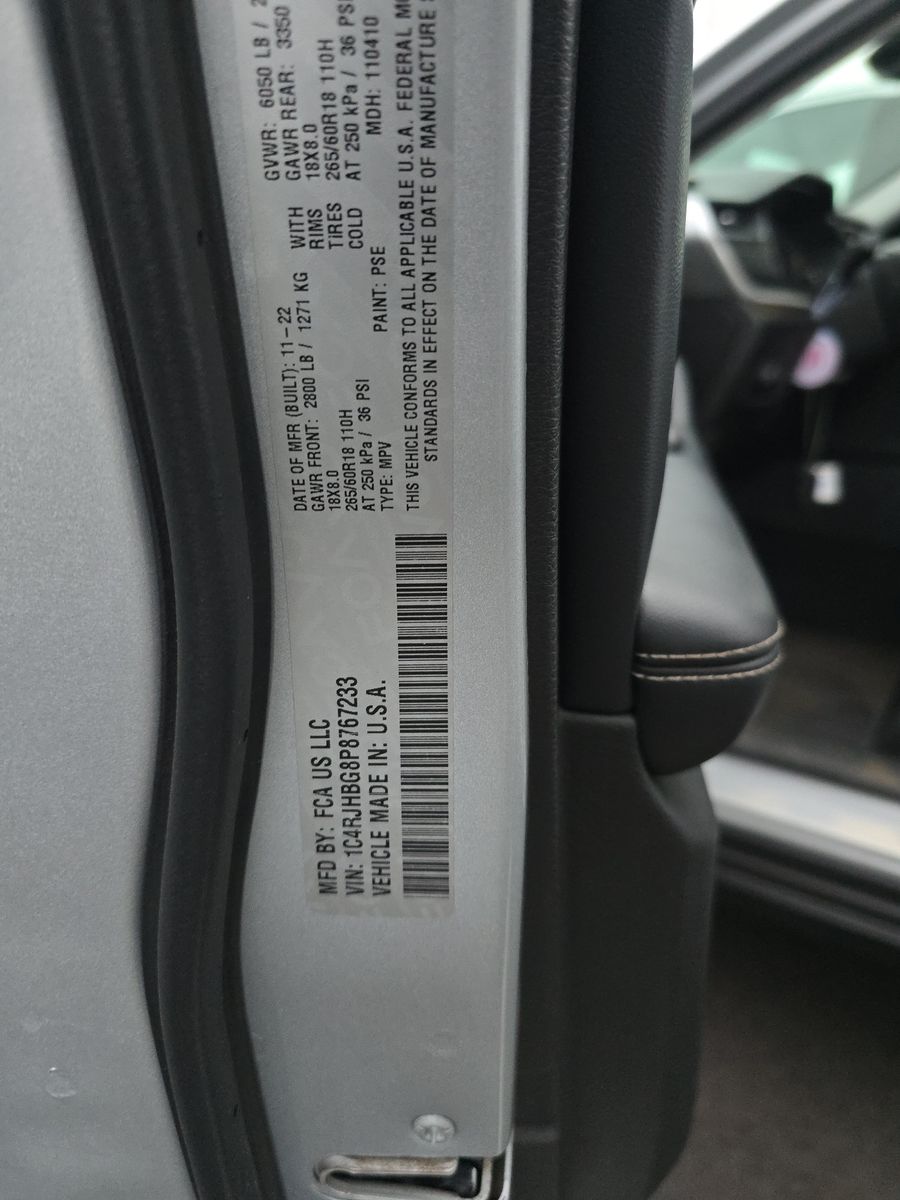 MFD BY: FCA US LLC
VIN: 1C4RJHBG8P8767233
VEHICLE MADE IN: U.S.A.
DATE OF MFR (BUILT): 11-22
GAWR FRONT: 2800 LB / 1271 KG
18X8.0
265/60R18 110H
AT 250 kPa / 36 PSI
TYPE: MPV
PAINT: PSE
WITH
RIMS
TIRES
COLD
GVWR: 6050 LB /
GAWR REAR: 3350
18X8.0
265/60R18 110H
AT 250 kPa / 36 PSI
MDH: 110410
THIS VEHICLE CONFORMS TO ALL APPLICABLE U.S.A. FEDERAL
STANDARDS IN EFFECT ON THE DATE OF MANUFACTURE